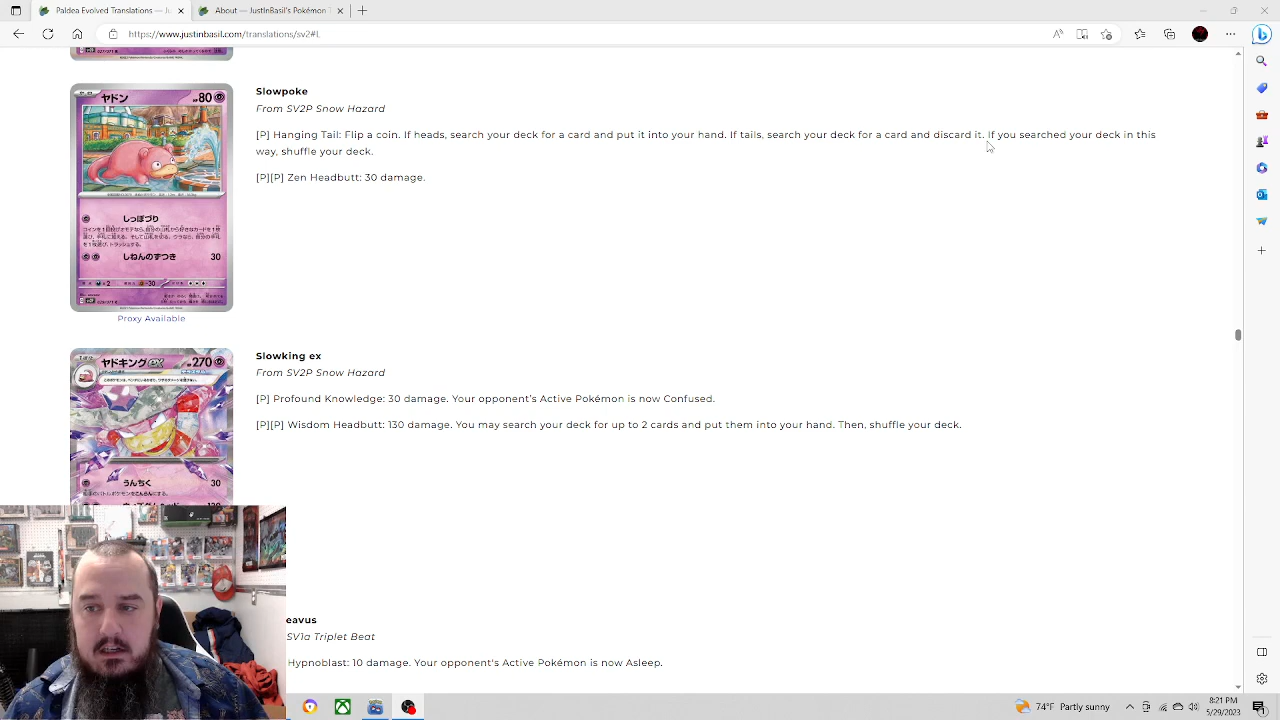 Paldea Evolved Translations — Ju
About — JustInBasil's Pokémon T
https://www.justinbasil.com/translations/sv2#L
Slowpoke
From SV2P Snow Hazard
[P] Hanging Tail: Flip a coin. If heads, search your deck for a card and put it into your hand. If tails, search your hand for a card and discard it. If you searched your deck in this
way, shuffle your deck.
[P][P] Zen Headbutt: 30 damage.
ヤドン
80
しっぽづり
しねんのずつき 30
Proxy Available
Slowking ex
From SV2P Snow Hazard
[P] Profound Knowledge: 30 damage. Your opponent's Active Pokémon is now Confused.
[P][P] Wisdom Headbutt: 130 damage. You may search your deck for up to 2 cards and put them into your hand. Then, shuffle your deck.
ヤドキングex
270
うんちく 30
eavus
SV1a Triplet Beat
Hypnoblast: 10 damage. Your opponent's Active Pokémon is now Asleep.
84°F Partly sunny
8:21 PM
5/29/2023